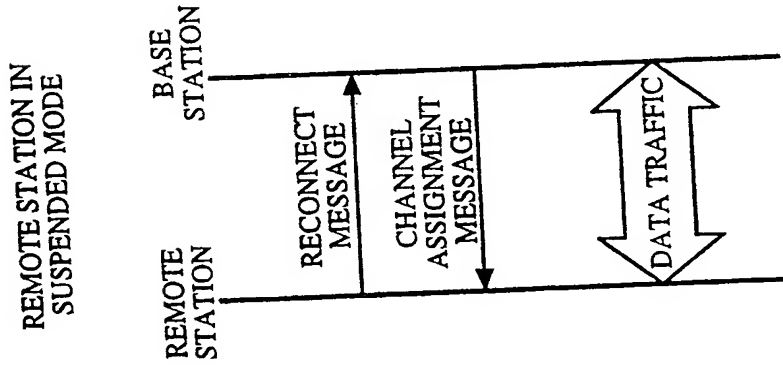 REMOTE STATION IN
SUSPENDED MODE
REMOTE
STATION
BASE
STATION
RECONNECT
MESSAGE
CHANNEL
ASSIGNMENT
MESSAGE
DATA TRAFFIC